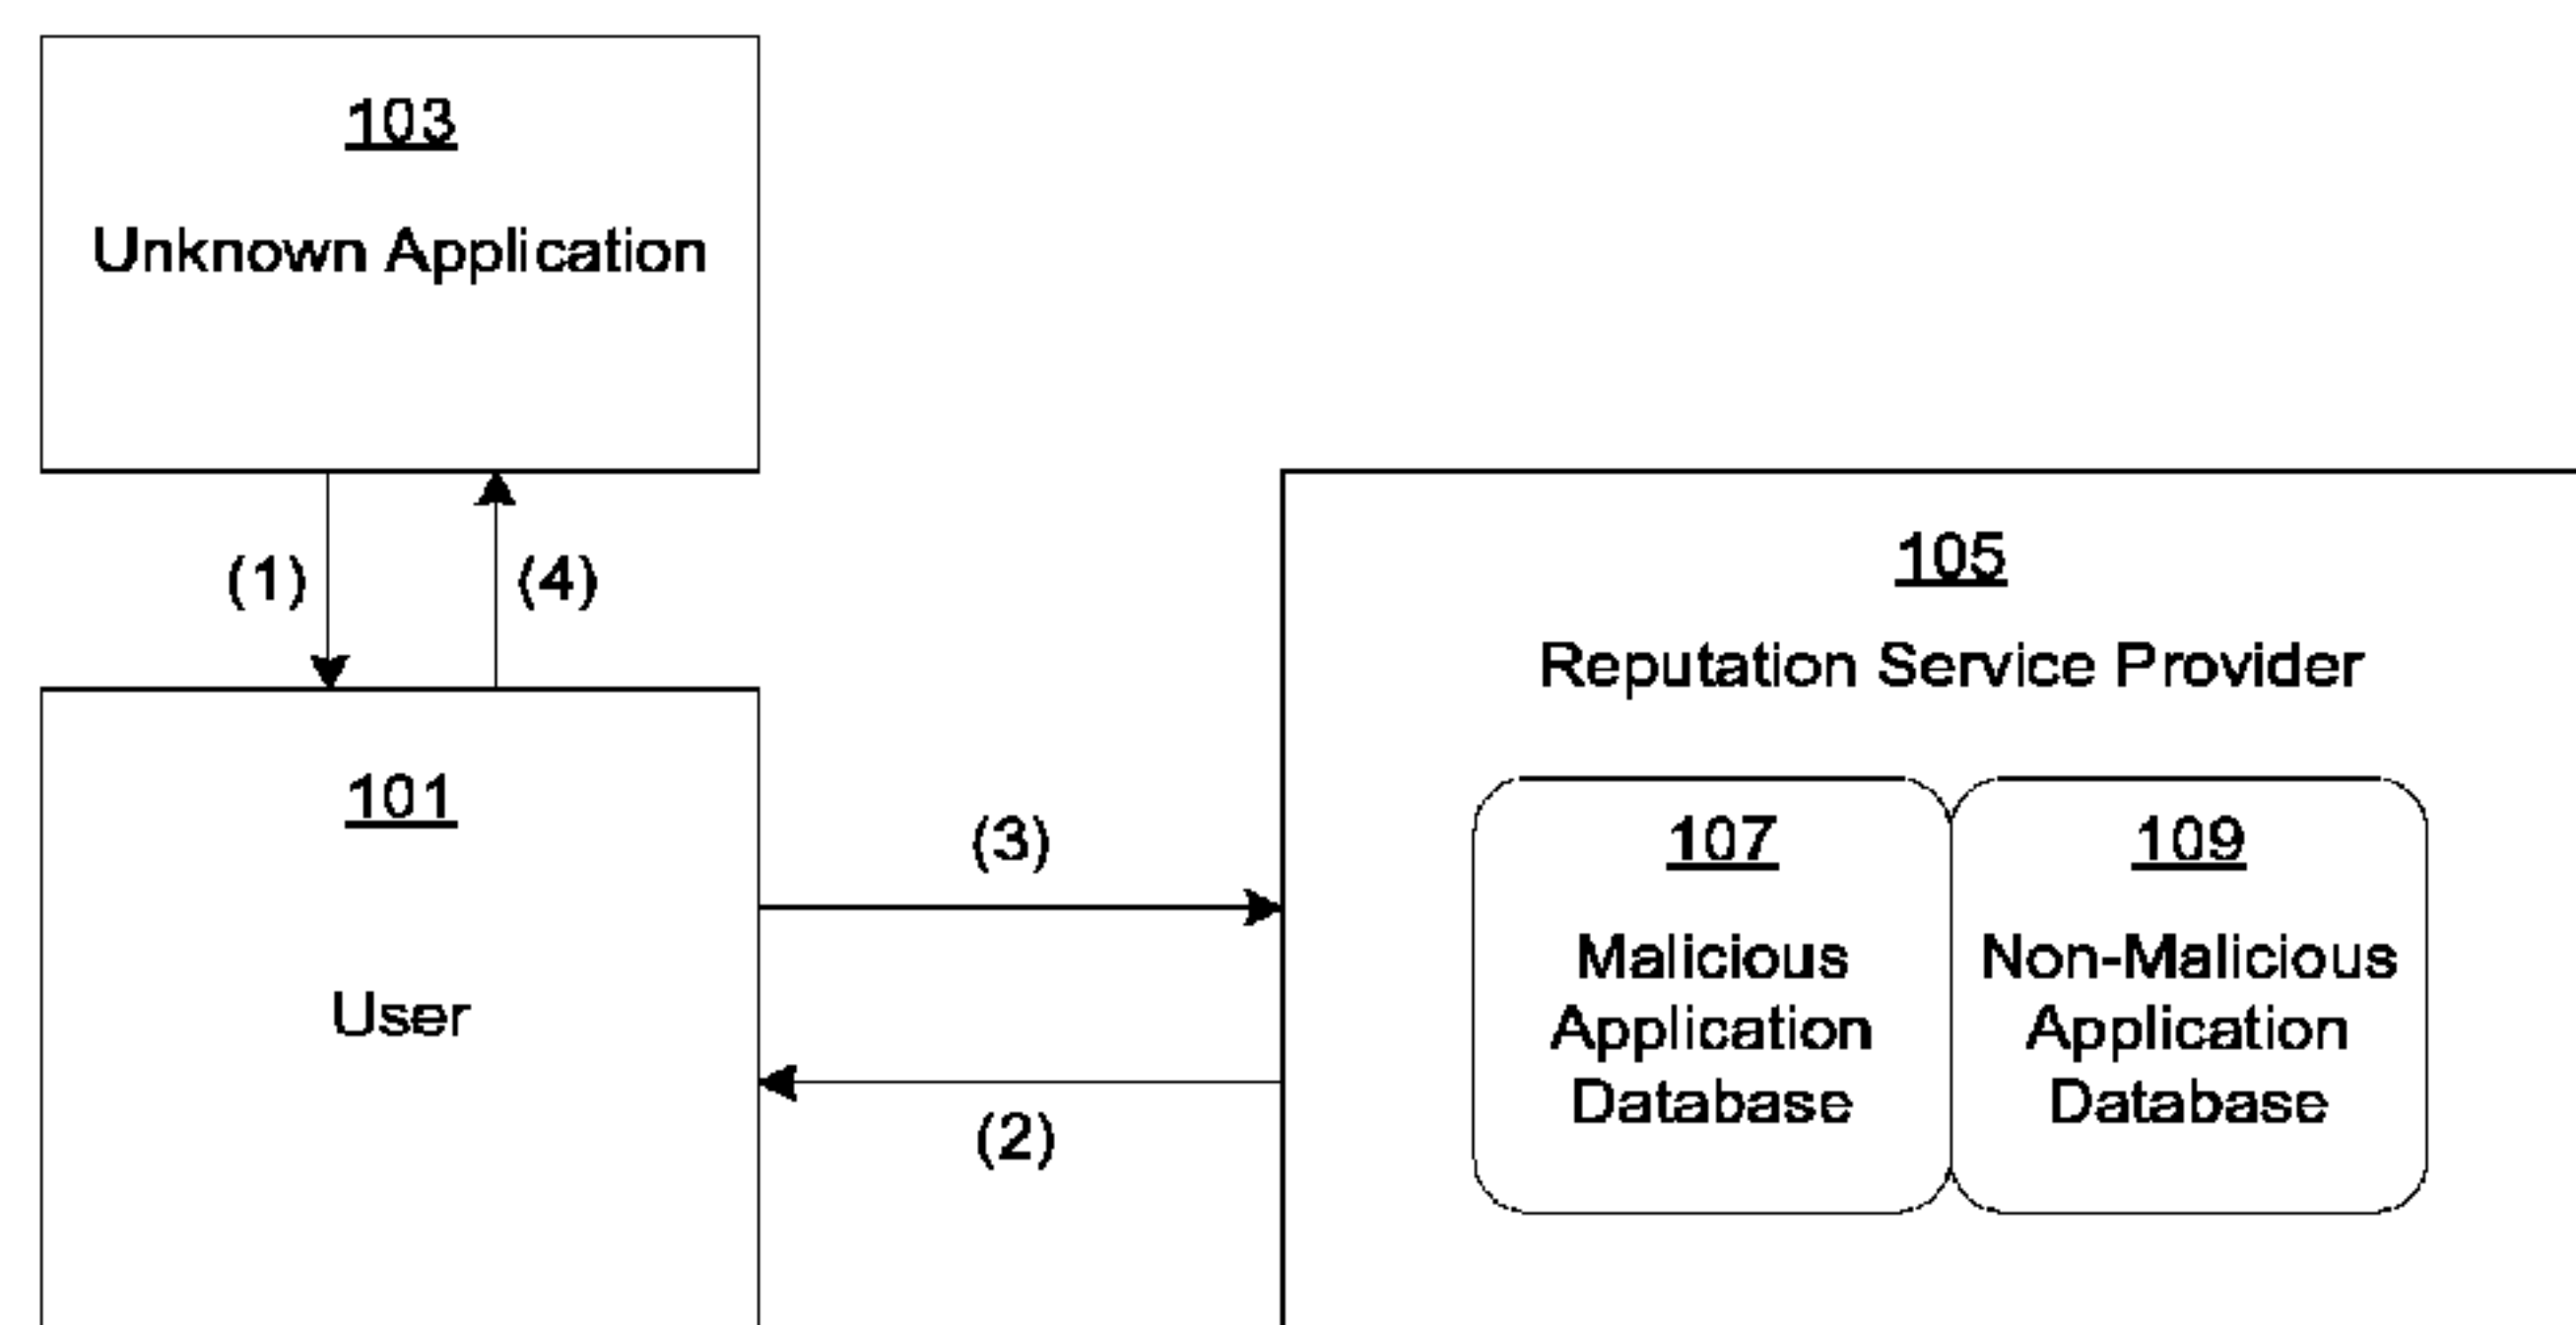 103
Unknown Application
(1)
(4)
101
User
(3)
(2)
105
Reputation Service Provider
107
Malicious
Application
Database
109
Non-Malicious
Application
Database